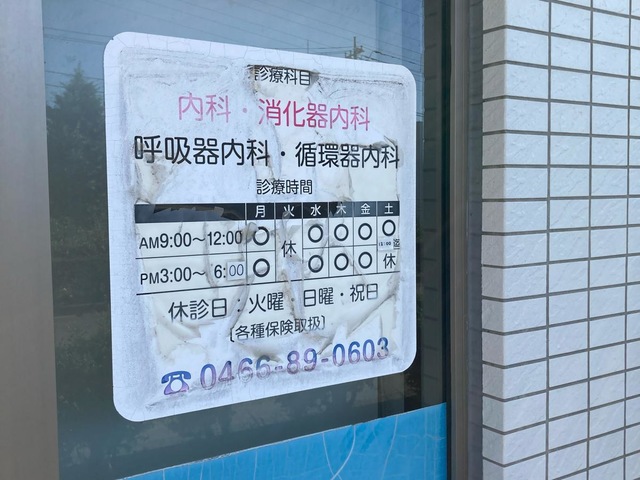 診療科目
内科・消化器内科
呼吸器内科・循環器内科
診療時間
月 火 水 木 金 土
AM9:00～12:00 〇 休 〇 〇 〇 〇
13:00 迄
PM3:00～ 6:00 〇 〇 〇 〇 休
休診日：火曜・日曜・祝日
〔各種保険取扱〕
☎0466-89-0603